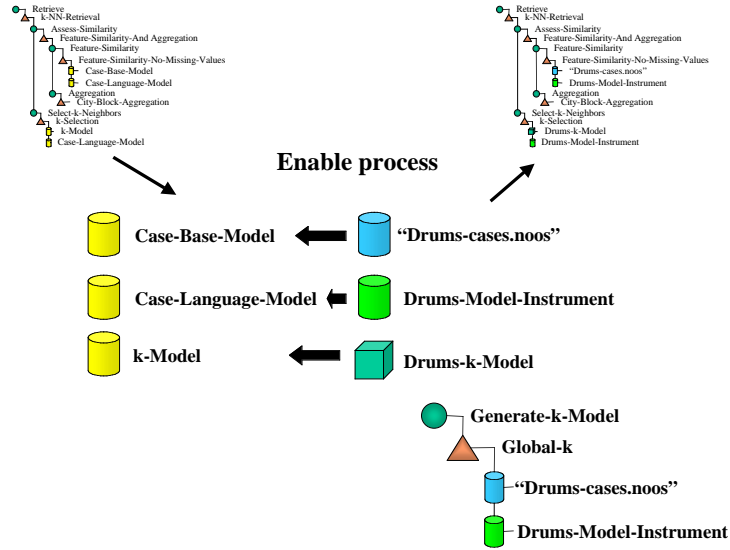 Retrieve
k-NN-Retrieval
Assess-Similarity
Feature-Similarity-And Aggregation
Feature-Similarity
Feature-Similarity-No-Missing-Values
Case-Base-Model
Case-Language-Model
Aggregation
City-Block-Aggregation
Select-k-Neighbors
k-Selection
k-Model
Case-Language-Model
Retrieve
k-NN-Retrieval
Assess-Similarity
Feature-Similarity-And Aggregation
Feature-Similarity
Feature-Similarity-No-Missing-Values
“Drums-cases.noos”
Drums-Model-Instrument
Aggregation
City-Block-Aggregation
Select-k-Neighbors
k-Selection
Drums-k-Model
Drums-Model-Instrument
Enable process
Case-Base-Model
“Drums-cases.noos”
Case-Language-Model
Drums-Model-Instrument
k-Model
Drums-k-Model
Generate-k-Model
Global-k
“Drums-cases.noos”
Drums-Model-Instrument